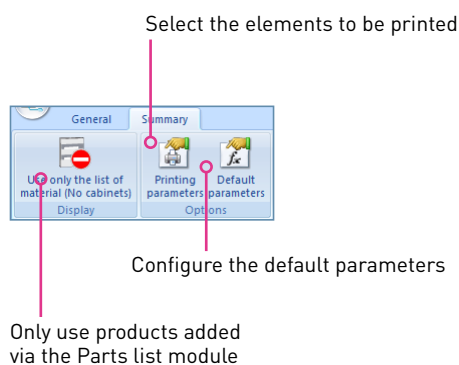 Select the elements to be printed
General Summary
Use only the list of material (No cabinets)
Printing parameters
Default parameters
Display Options
Configure the default parameters
Only use products added
via the Parts list module